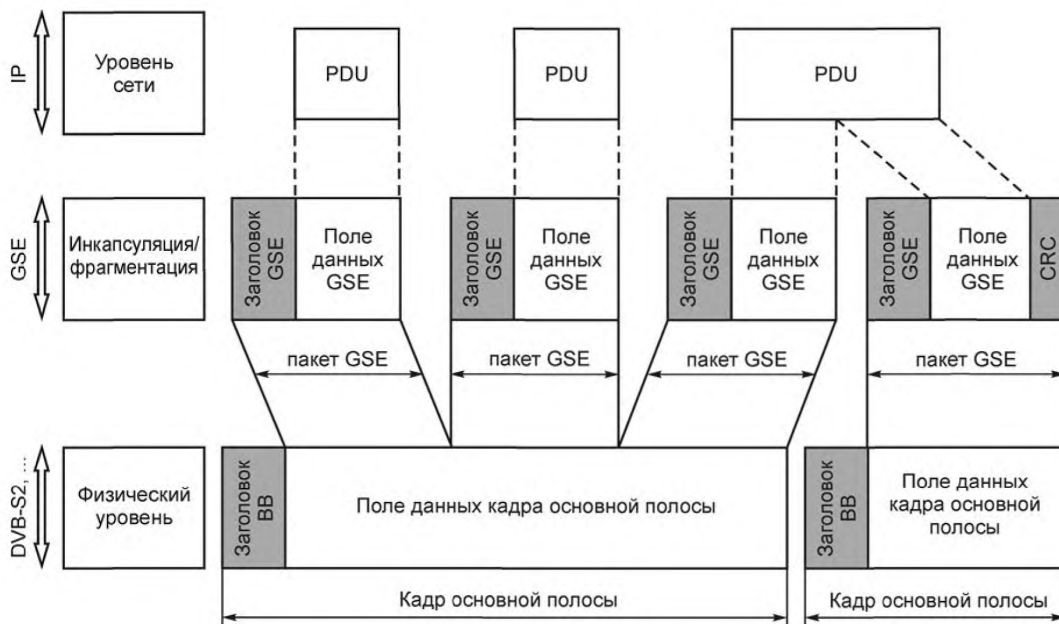 IP
Уровень
сети
PDU
PDU
PDU
GSE
Инкапсуляция/
фрагментация
Заголовок
GSE
Поле
данных
GSE
Заголовок
GSE
Поле
данных
GSE
Заголовок
GSE
Поле
данных
GSE
Заголовок
GSE
Поле
данных
GSE
CRC
пакет GSE
пакет GSE
пакет GSE
пакет GSE
DVB-S2, ...
Физический
уровень
Заголовок
BB
Поле данных кадра основной полосы
Заголовок
BB
Поле данных
кадра основной
полосы
Кадр основной полосы
Кадр основной полосы